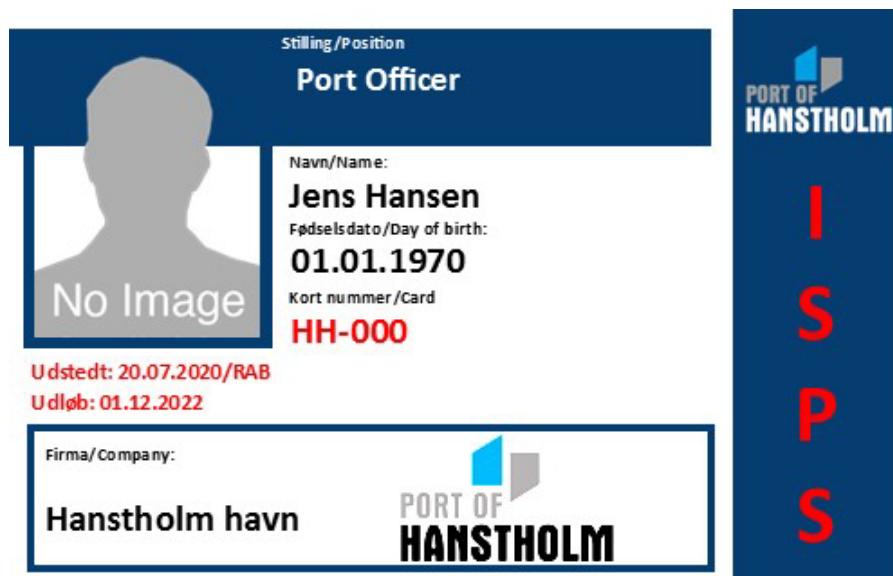 Stilling/Position
Port Officer
Navn/Name:
Jens Hansen
Fødselsdato/Day of birth:
01.01.1970
Kort nummer/Card
HH-000
No Image
Udstedt: 20.07.2020/RAB
Udløb: 01.12.2022
Firma/Company:
Hanstholm havn
PORT OF
HANSTHOLM
PORT OF
HANSTHOLM
I
S
P
S